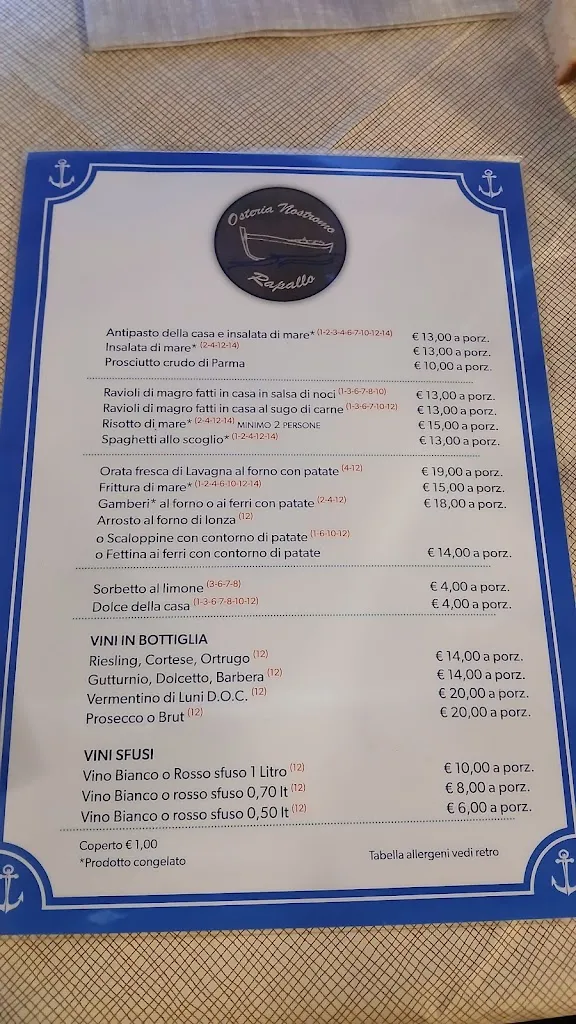 Osteria Nostromo
Rapallo
Antipasto della casa e insalata di mare* (1-2-3-4-6-7-10-12-14) € 13,00 a porz.
Insalata di mare* (2-4-12-14) € 13,00 a porz.
Prosciutto crudo di Parma € 10,00 a porz.
Ravioli di magro fatti in casa in salsa di noci (1-3-6-7-8-10) € 13,00 a porz.
Ravioli di magro fatti in casa al sugo di carne (1-3-6-7-10-12) € 13,00 a porz.
Risotto di mare* (2-4-12-14) MINIMO 2 PERSONE € 15,00 a porz.
Spaghetti allo scoglio* (1-2-4-12-14) € 13,00 a porz.
Orata fresca di Lavagna al forno con patate (4-12) € 19,00 a porz.
Frittura di mare* (1-2-4-6-10-12-14) € 15,00 a porz.
Gamberi* al forno o ai ferri con patate (2-4-12) € 18,00 a porz.
Arrosto al forno di lonza (12)
o Scaloppine con contorno di patate (1-6-10-12)
o Fettina ai ferri con contorno di patate € 14,00 a porz.
Sorbetto al limone (3-6-7-8) € 4,00 a porz.
Dolce della casa (1-3-6-7-8-10-12) € 4,00 a porz.
VINI IN BOTTIGLIA
Riesling, Cortese, Ortrugo (12) € 14,00 a porz.
Gutturnio, Dolcetto, Barbera (12) € 14,00 a porz.
Vermentino di Luni D.O.C. (12) € 20,00 a porz.
Prosecco o Brut (12) € 20,00 a porz.
VINI SFUSI
Vino Bianco o Rosso sfuso 1 Litro (12) € 10,00 a porz.
Vino Bianco o rosso sfuso 0,70 lt (12) € 8,00 a porz.
Vino Bianco o rosso sfuso 0,50 lt (12) € 6,00 a porz.
Coperto € 1,00
*Prodotto congelato
Tabella allergeni vedi retro